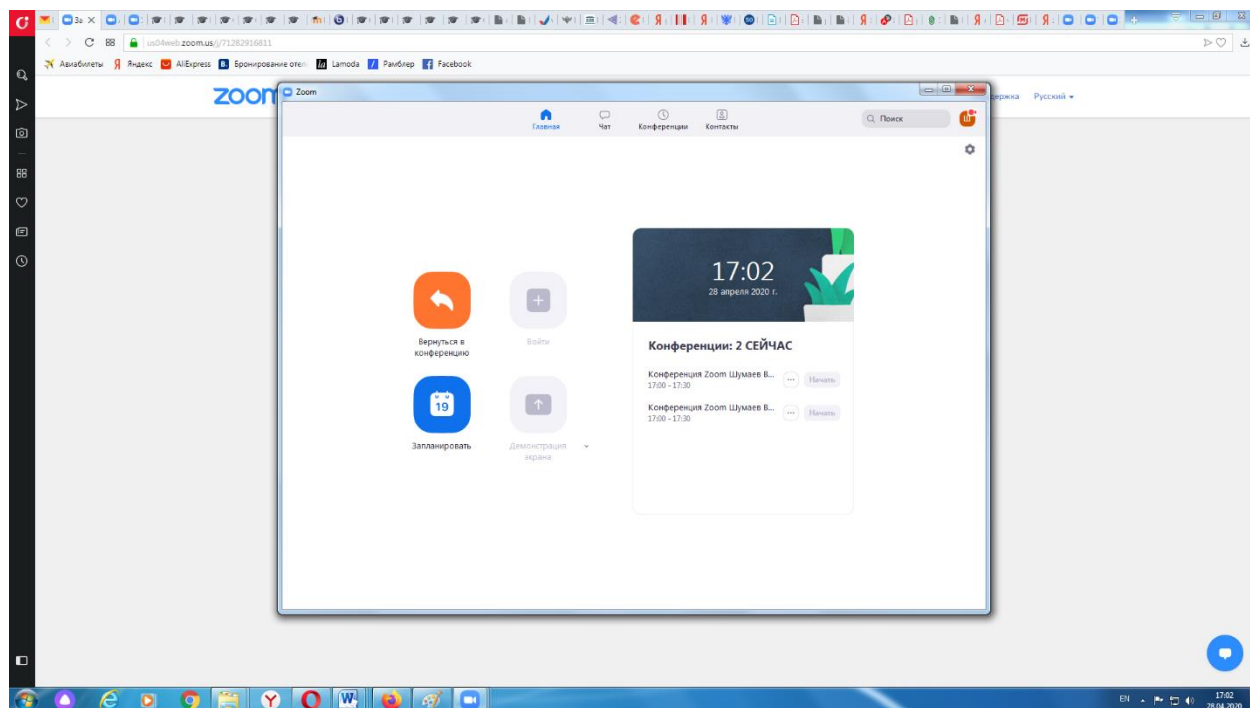 За
us04web.zoom.us/j/71282916811
Авиабилеты Яндекс AliExpress Бронирование отел Lamoda Рамблер Facebook
zoom
Русский
Zoom
Главная Чат Конференции Контакты
Поиск
Ш
17:02
28 апреля 2020 г.
Вернуться в
конференцию
Войти
Конференции: 2 СЕЙЧАС
Конференция Zoom Шумаев В...
17:00 - 17:30
Начать
Конференция Zoom Шумаев В...
17:00 - 17:30
Начать
19
Запланировать
Демонстрация
экрана
EN
17:02
28.04.2020